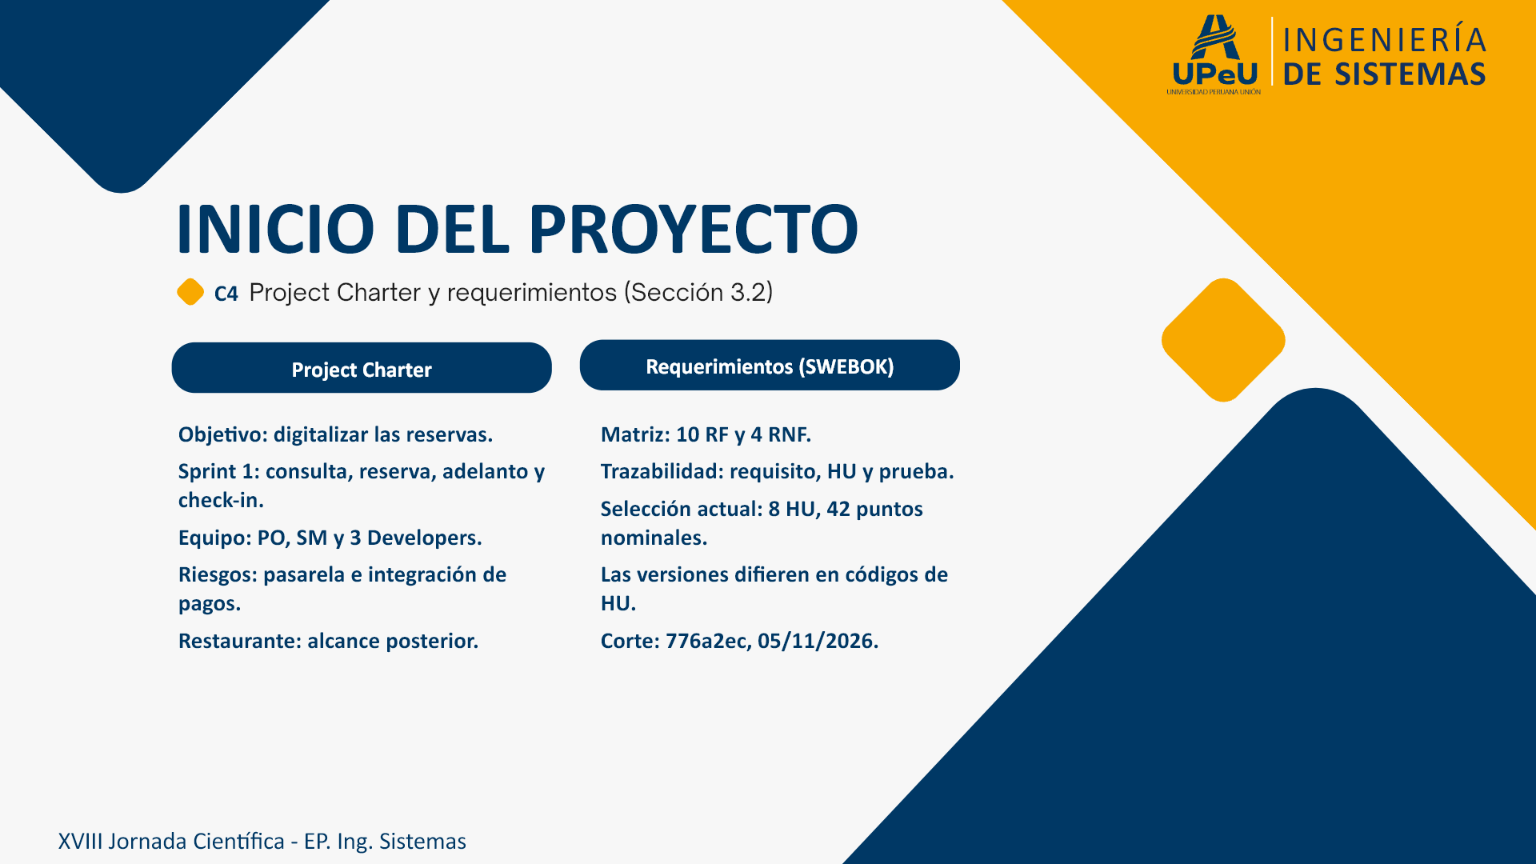 INGENIERÍA
UPeU
DE SISTEMAS
UNIVERSIDAD PERUANA UNIÓN
INICIO DEL PROYECTO
C4 Project Charter y requerimientos (Sección 3.2)
Project Charter
Objetivo: digitalizar las reservas.
Sprint 1: consulta, reserva, adelanto y
check-in.
Equipo: PO, SM y 3 Developers.
Riesgos: pasarela e integración de
pagos.
Restaurante: alcance posterior.
Requerimientos (SWEBOK)
Matriz: 10 RF y 4 RNF.
Trazabilidad: requisito, HU y prueba.
Selección actual: 8 HU, 42 puntos
nominales.
Las versiones difieren en códigos de
HU.
Corte: 776a2ec, 05/11/2026.
XVIII Jornada Científica - EP. Ing. Sistemas